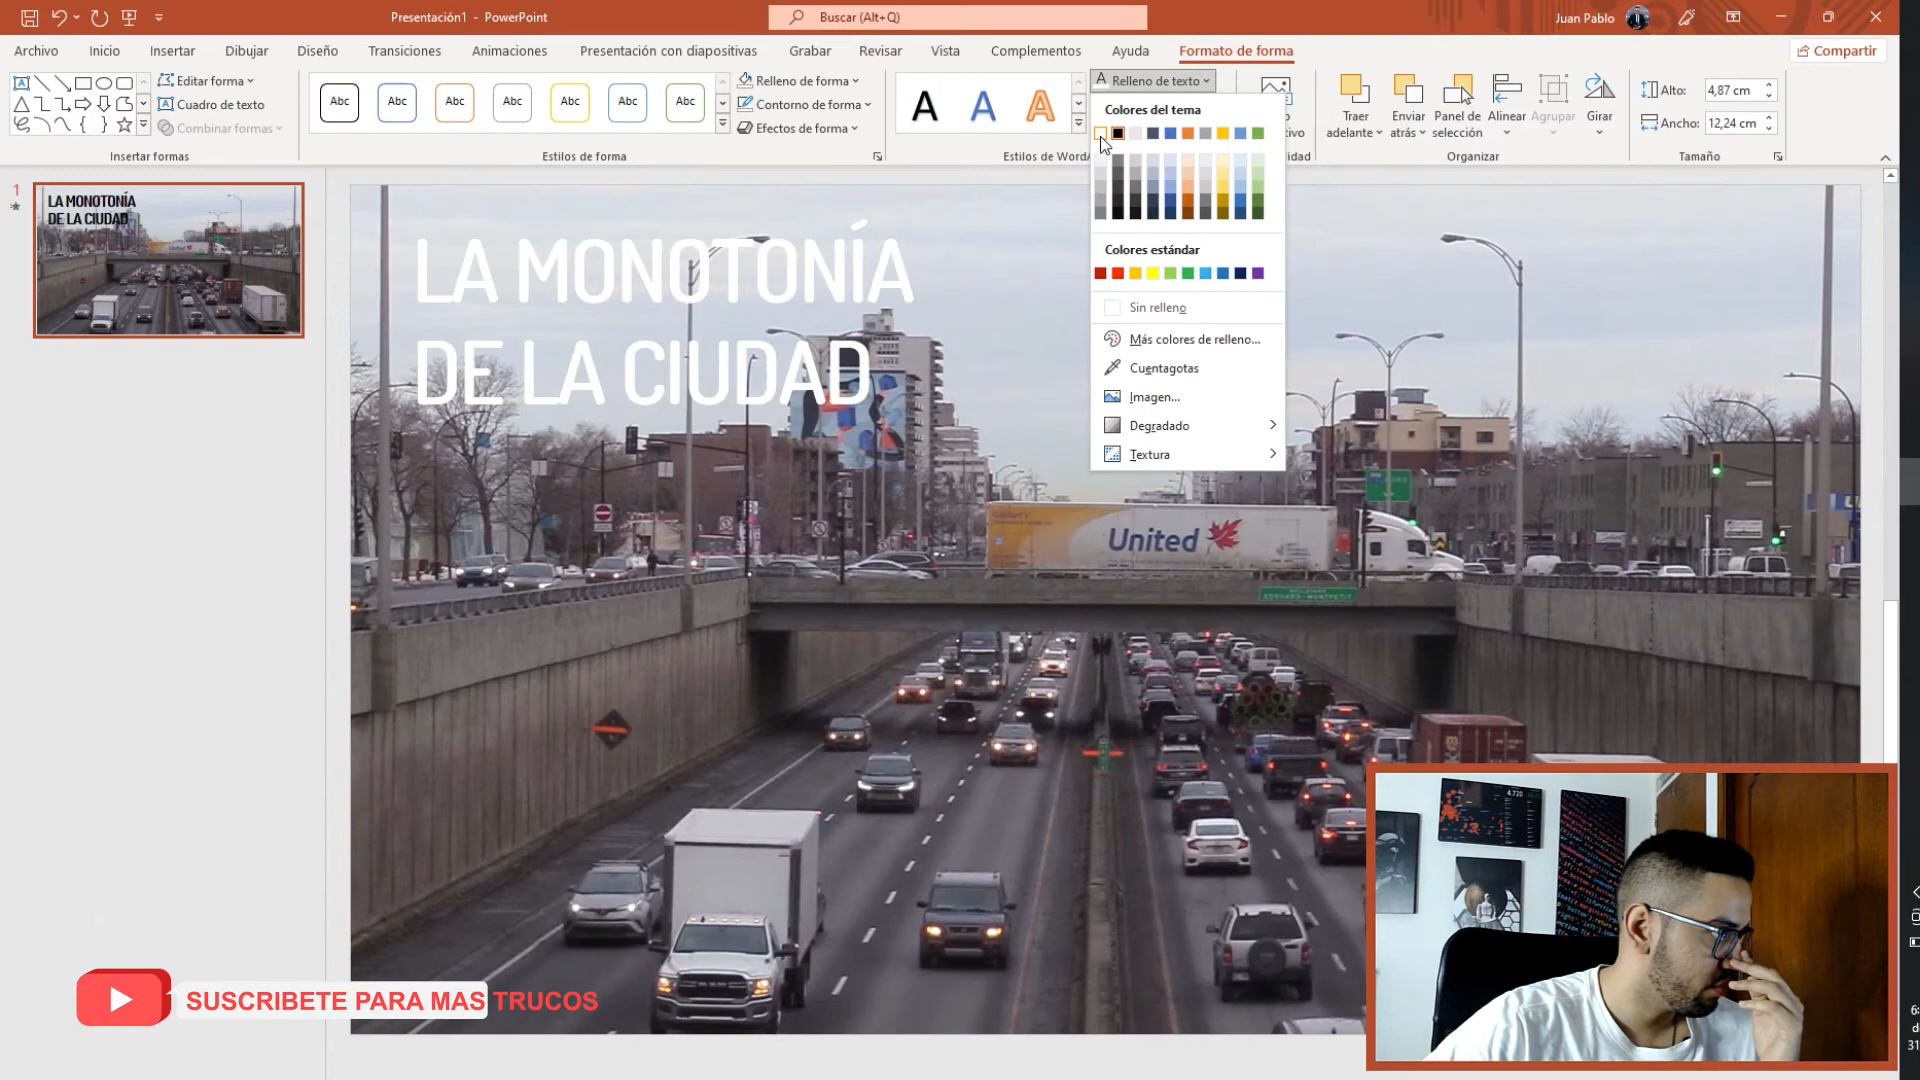 Presentación1 - PowerPoint
Buscar (Alt+Q)
Juan Pablo
Archivo
Inicio
Insertar
Dibujar
Diseño
Transiciones
Animaciones
Presentación con diapositivas
Grabar
Revisar
Vista
Complementos
Ayuda
Formato de forma
Compartir
Editar forma
Cuadro de texto
Combinar formas
Insertar formas
Abc
Abc
Abc
Abc
Abc
Abc
Abc
Relleno de forma
Contorno de forma
Efectos de forma
Estilos de forma
A
A
A
Estilos de Word
A Relleno de texto
Colores del tema
Colores estándar
Sin relleno
Más colores de relleno...
Cuentagotas
Imagen...
Degradado
Textura
Traer
adelante
Enviar
atrás
Panel de
selección
Alinear
Agrupar
Girar
Organizar
Alto:
4,87 cm
Ancho:
12,24 cm
Tamaño
1
LA MONOTONÍA
DE LA CIUDAD
LA MONOTONÍA
DE LA CIUDAD
United
EDOUARD-MONTPETIT
SUSCRIBETE PARA MAS TRUCOS
4.720